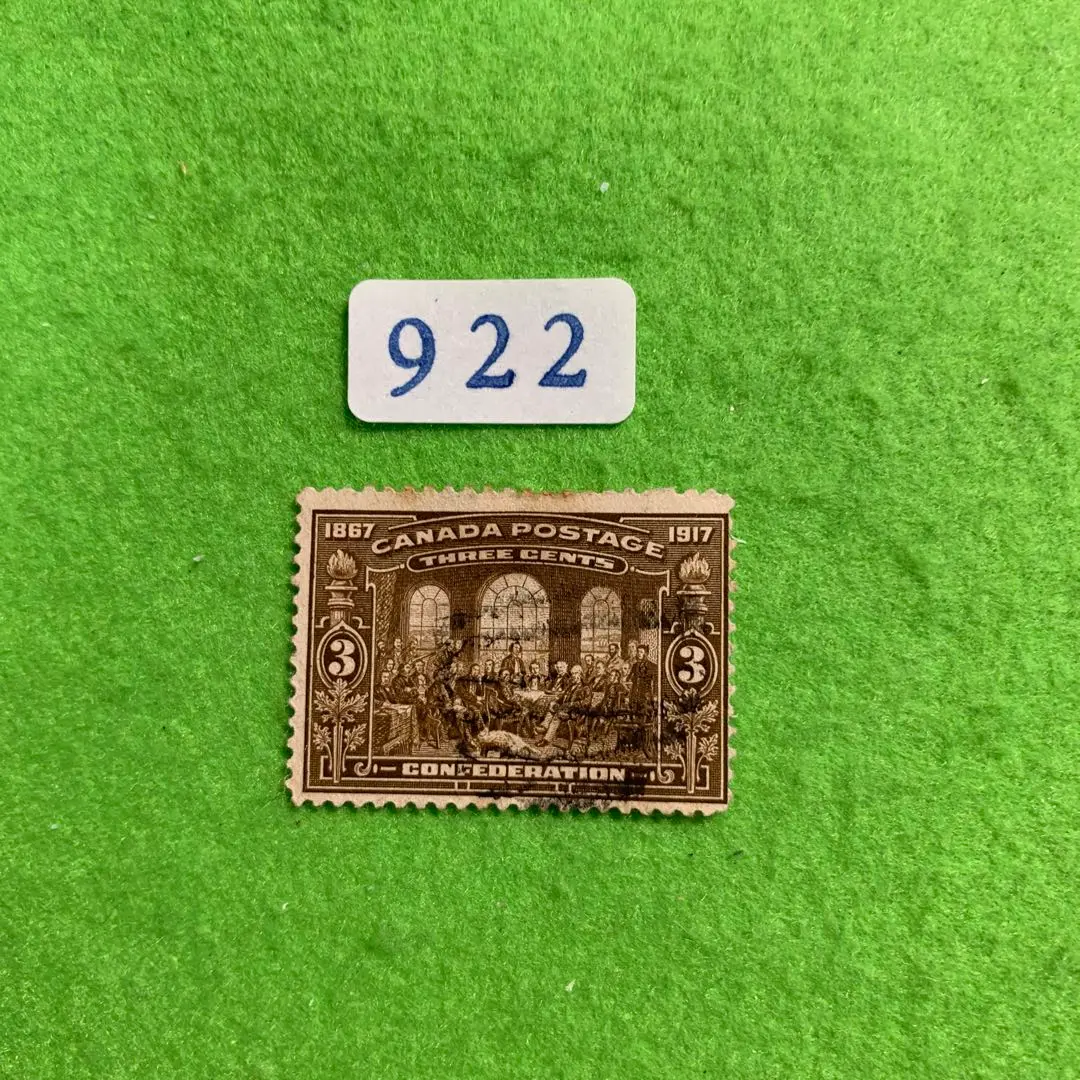 922
1867 CANADA POSTAGE 1917
THREE CENTS
3 3
CONFEDERATION